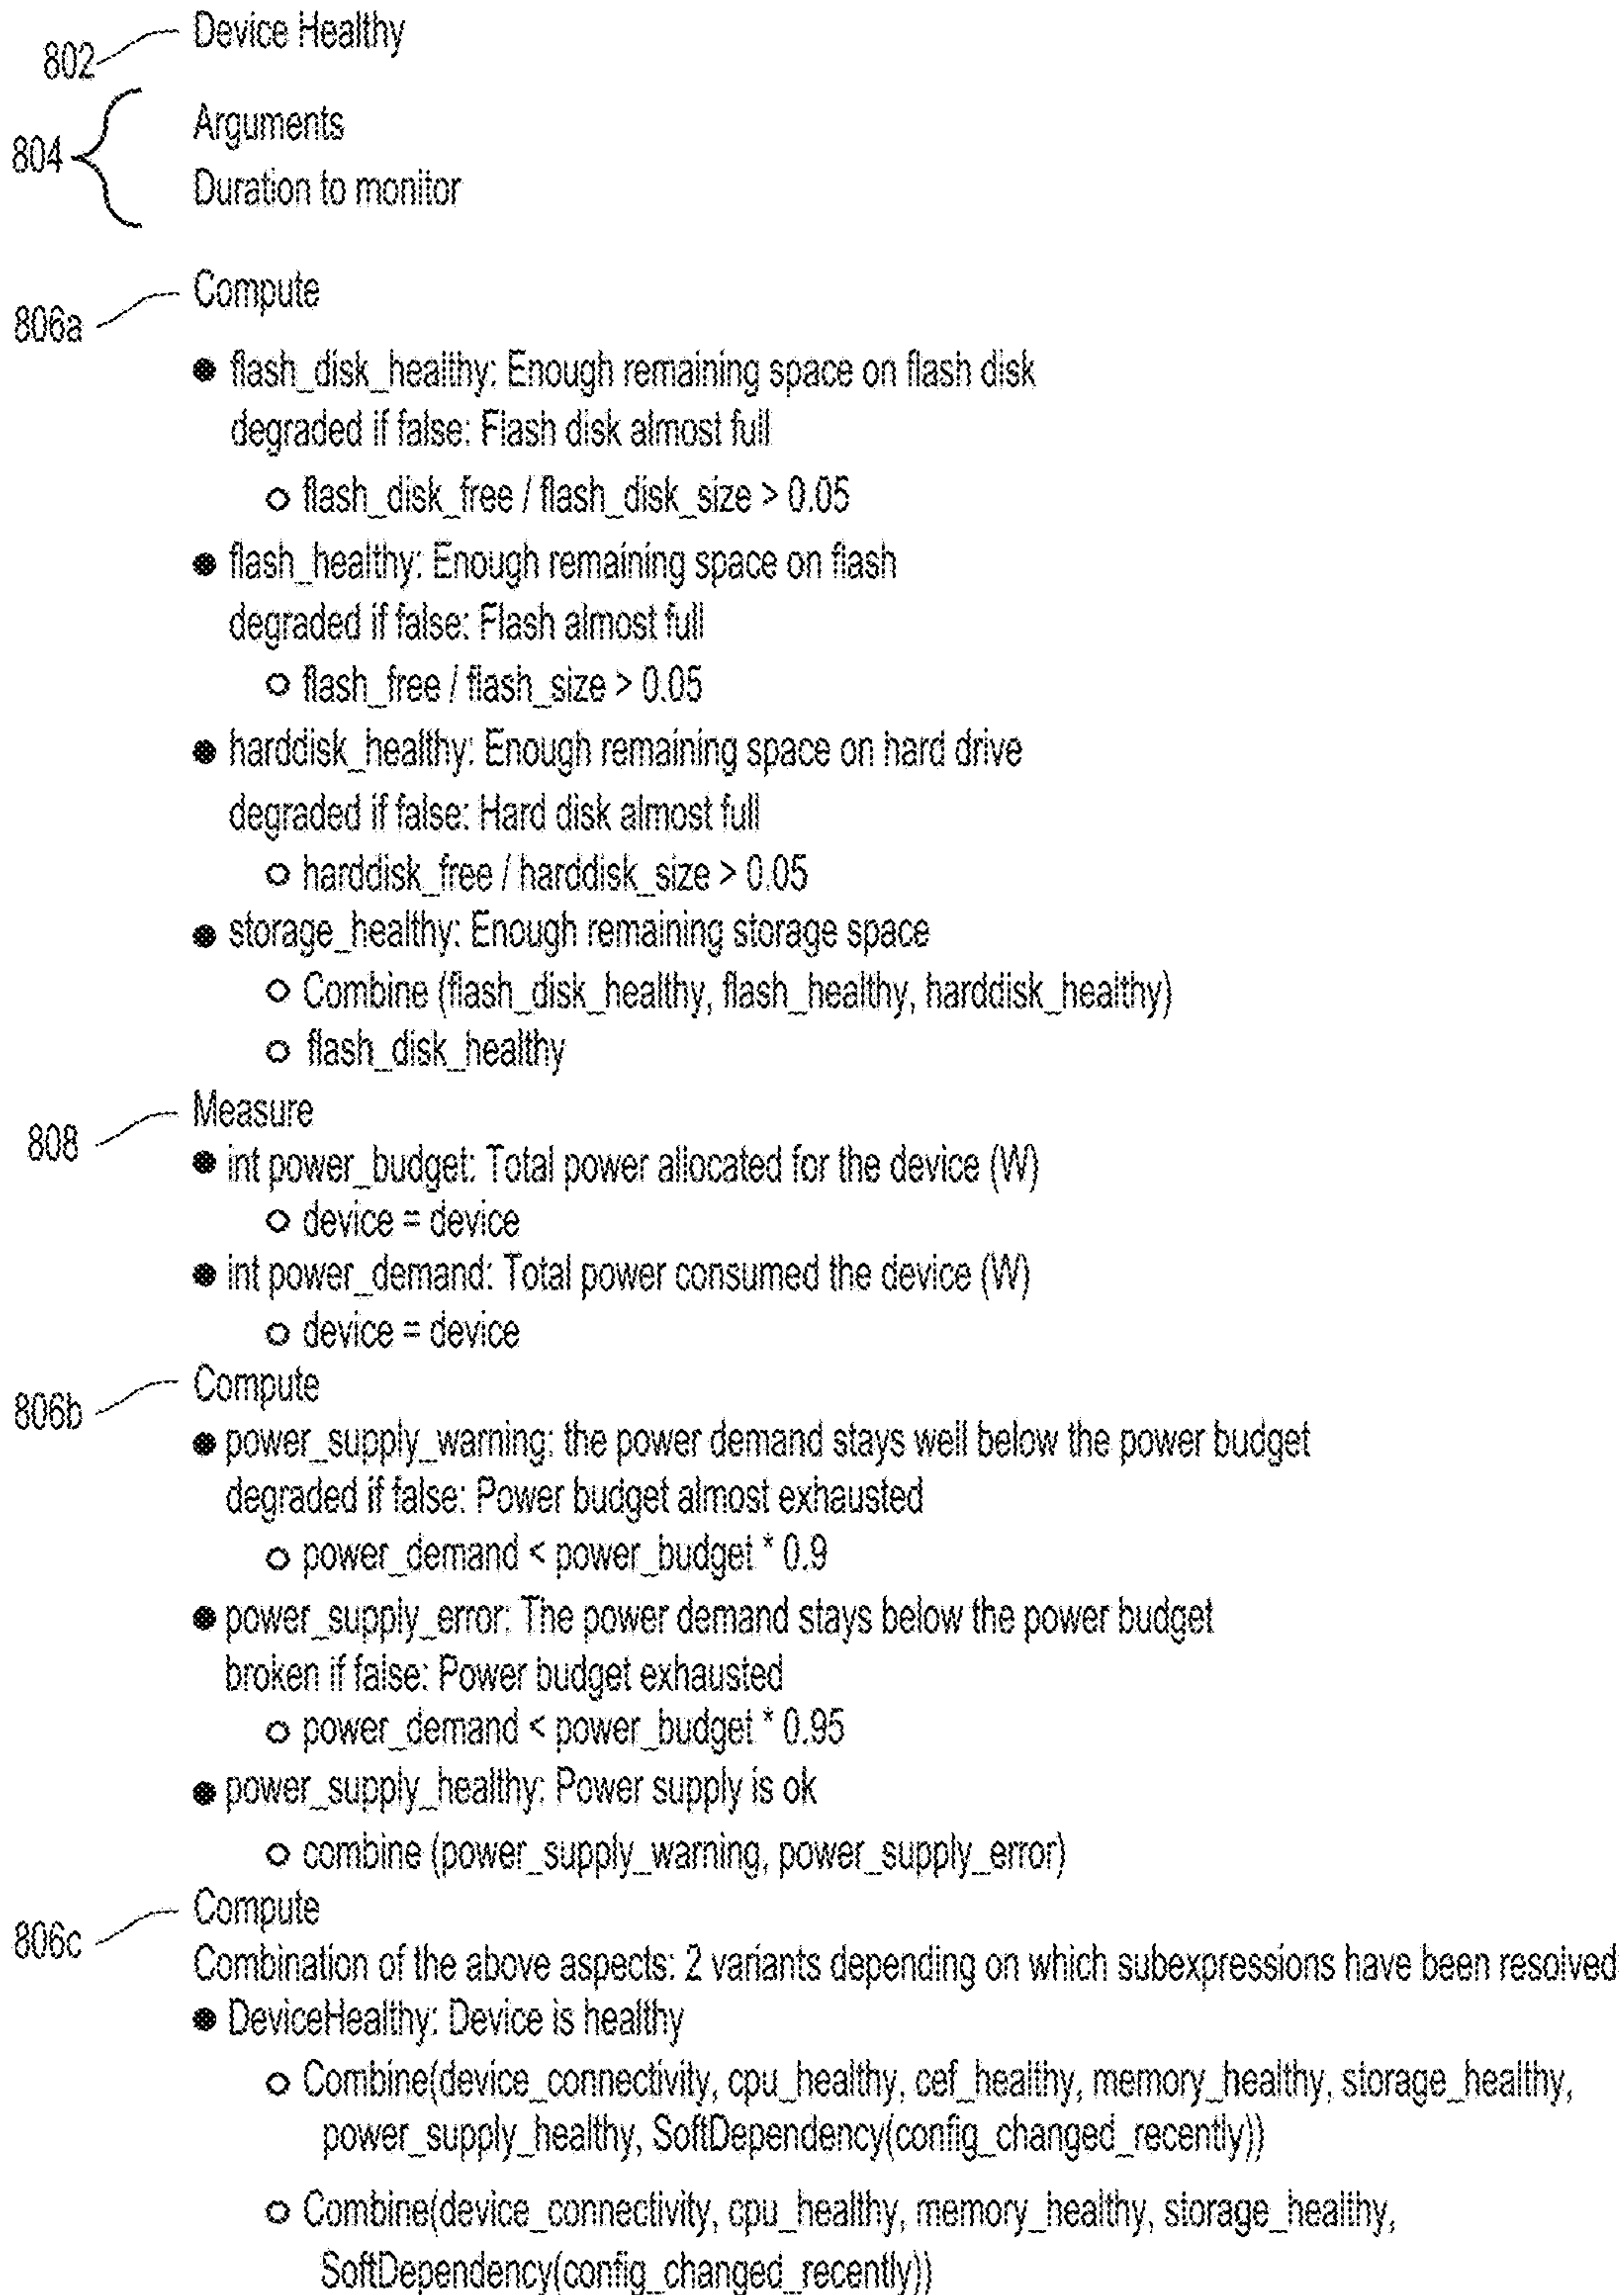 802 Device Healthy
804 Arguments
Duration to monitor
806a Compute
● flash_disk_healthy: Enough remaining space on flash disk
degraded if false: Flash disk almost full
○ flash_disk_free / flash_disk_size > 0.05
● flash_healthy: Enough remaining space on flash
degraded if false: Flash almost full
○ flash_free / flash_size > 0.05
● harddisk_healthy: Enough remaining space on hard drive
degraded if false: Hard disk almost full
○ harddisk_free / harddisk_size > 0.05
● storage_healthy: Enough remaining storage space
○ Combine (flash_disk_healthy, flash_healthy, harddisk_healthy)
○ flash_disk_healthy
808 Measure
● int power_budget: Total power allocated for the device (W)
○ device = device
● int power_demand: Total power consumed the device (W)
○ device = device
806b Compute
● power_supply_warning: the power demand stays well below the power budget
degraded if false: Power budget almost exhausted
○ power_demand < power_budget * 0.9
● power_supply_error: The power demand stays below the power budget
broken if false: Power budget exhausted
○ power_demand < power_budget * 0.95
● power_supply_healthy: Power supply is ok
○ combine (power_supply_warning, power_supply_error)
806c Compute
Combination of the above aspects: 2 variants depending on which subexpressions have been resolved
● DeviceHealthy: Device is healthy
○ Combine(device_connectivity, cpu_healthy, cef_healthy, memory_healthy, storage_healthy,
power_supply_healthy, SoftDependency(config_changed_recently))
○ Combine(device_connectivity, cpu_healthy, memory_healthy, storage_healthy,
SoftDependency(config_changed_recently))